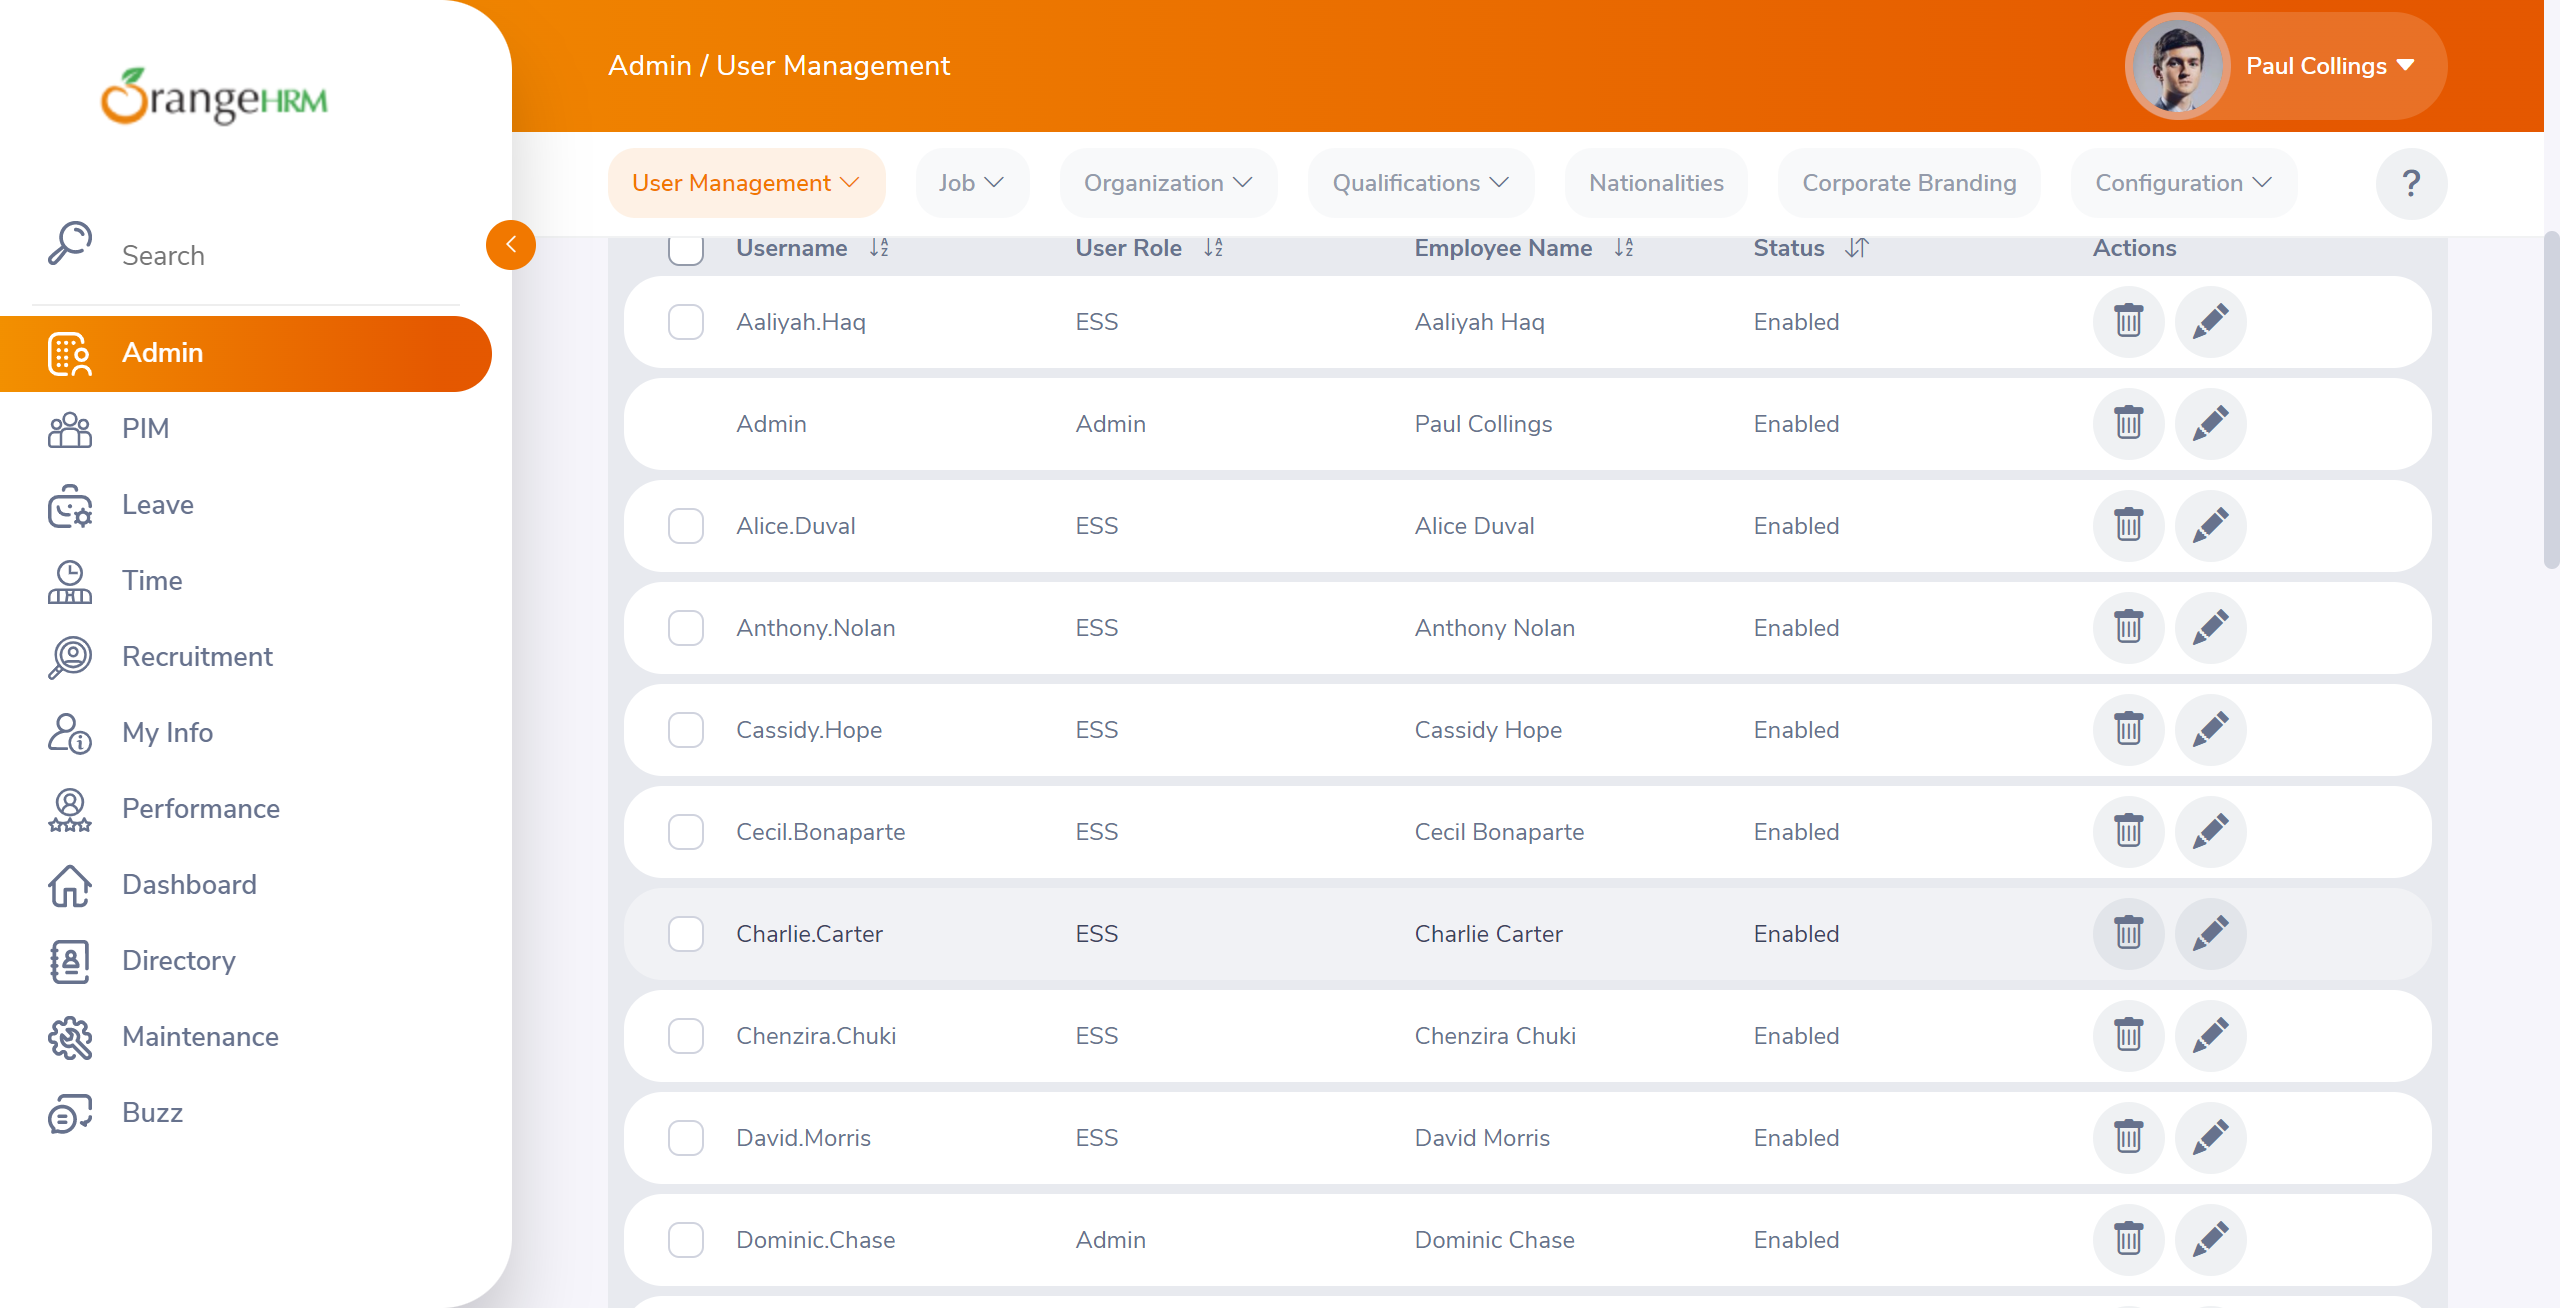 OrangeHRM
Search
Admin
PIM
Leave
Time
Recruitment
My Info
Performance
Dashboard
Directory
Maintenance
Buzz
Admin / User Management
Paul Collings
User Management Job Organization Qualifications Nationalities Corporate Branding Configuration ?
Username User Role Employee Name Status Actions
Aaliyah.Haq ESS Aaliyah Haq Enabled
Admin Admin Paul Collings Enabled
Alice.Duval ESS Alice Duval Enabled
Anthony.Nolan ESS Anthony Nolan Enabled
Cassidy.Hope ESS Cassidy Hope Enabled
Cecil.Bonaparte ESS Cecil Bonaparte Enabled
Charlie.Carter ESS Charlie Carter Enabled
Chenzira.Chuki ESS Chenzira Chuki Enabled
David.Morris ESS David Morris Enabled
Dominic.Chase Admin Dominic Chase Enabled